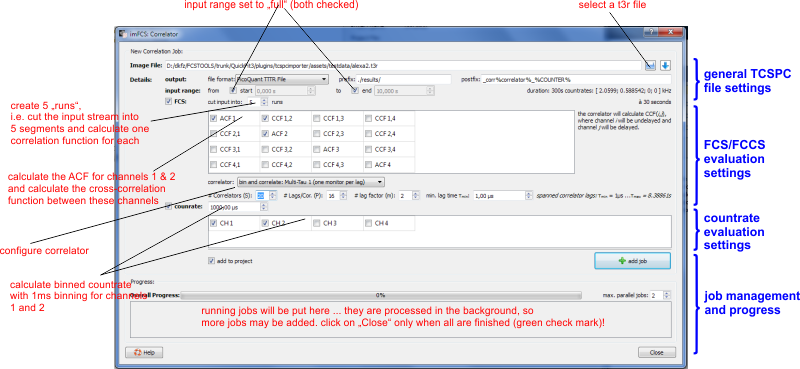 input range set to „full" (both checked)
select a t3r file
imFCS: Correlator
New Correlation Job:
Image File: D:/dkfz/FCSTOOLS/trunk/QuickFit3/plugins/tcspcimporter/assets/testdata/alexa2.t3r
Details: output: file format: PicoQuant TTTR File prefix: ./results/ postfix: _corr%correlator%_%COUNTER%
input range: from start 0,000 s to end 10,000 s duration: 300s countrates: [ 2.0599; 0.588542; 0; 0] kHz
FCS: cut input into: 5 runs à 30 seconds
general TCSPC
file settings
create 5 „runs",
i.e. cut the input stream into
5 segments and calculate one
correlation function for each
ACF 1 CCF 1,2 CCF 1,3 CCF 1,4
CCF 2,1 ACF 2 CCF 2,3 CCF 2,4
CCF 3,1 CCF 3,2 ACF 3 CCF 3,4
CCF 4,1 CCF 4,2 CCF 4,3 ACF 4
the correlator will calculate CCF(i,j),
where channel i will be undelayed and
channel j will be delayed.
FCS/FCCS
evaluation
settings
calculate the ACF for channels 1 & 2
and calculate the cross-correlation
function between these channels
correlator: bin and correlate: Multi-Tau 1 (one monitor per lag)
# Correlators (S): 20 # Lags/Cor. (P): 16 # lag factor (m): 2 min. lag time τmin: 1,00 µs spanned correlator lags: τmin = 1µs ...τmax = 8.3886s
countrate: 1000,00 µs
CH 1 CH 2 CH 3 CH 4
countrate
evaluation
settings
configure correlator
calculate binned countrate
with 1ms binning for channels
1 and 2
add to project
add job
Progress:
Overall Progress: 0% max. parallel jobs: 2
running jobs will be put here ... they are processed in the background, so
more jobs may be added. click on „Close" only when all are finished (green check mark)!
job management
and progress
Help
Close